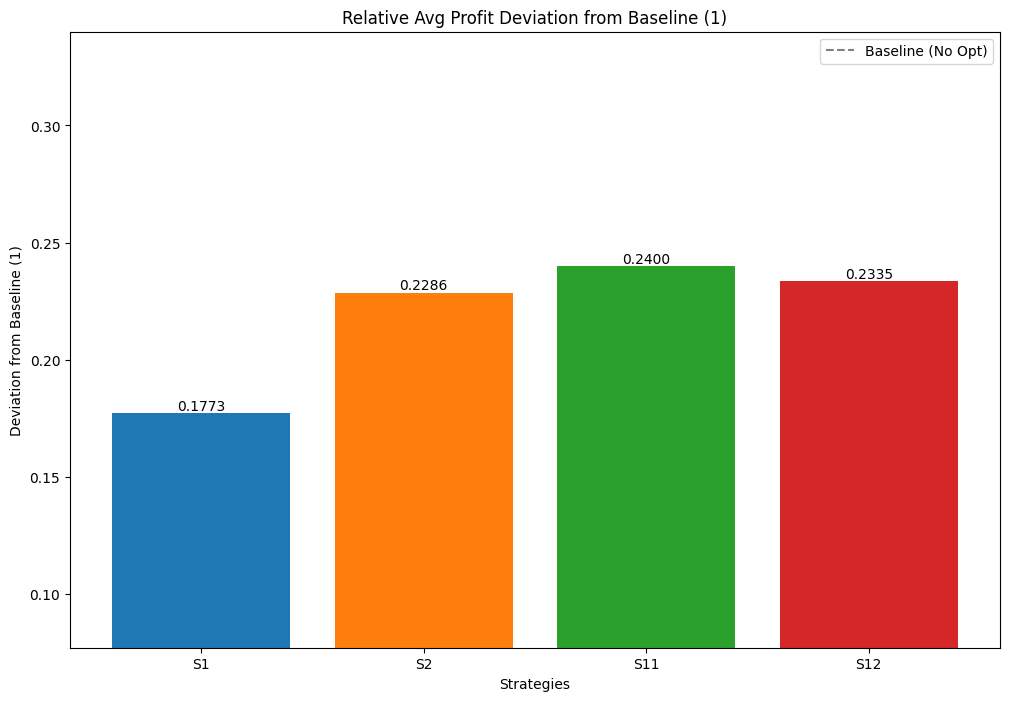 Relative Avg Profit Deviation from Baseline (1)
Baseline (No Opt)
Deviation from Baseline (1)
0.30
0.25
0.20
0.15
0.10
0.1773
0.2286
0.2400
0.2335
S1
S2
S11
S12
Strategies